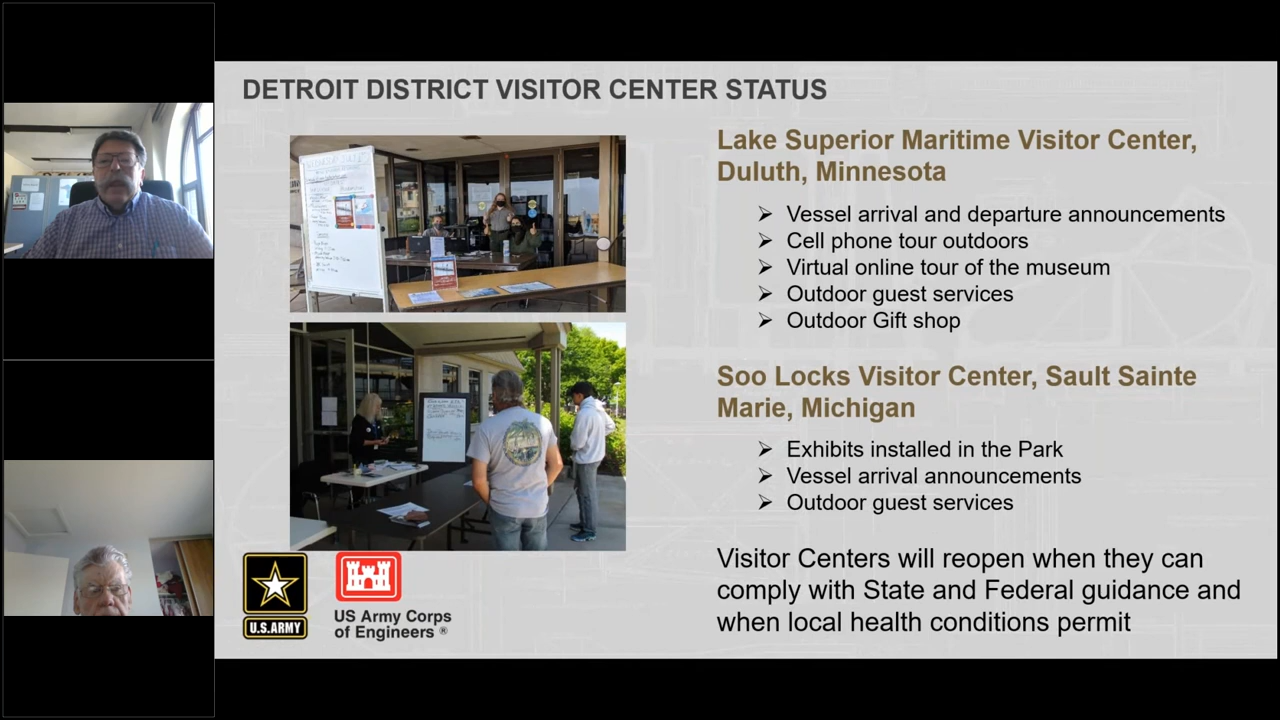 DETROIT DISTRICT VISITOR CENTER STATUS
Lake Superior Maritime Visitor Center,
Duluth, Minnesota
➢ Vessel arrival and departure announcements
➢ Cell phone tour outdoors
➢ Virtual online tour of the museum
➢ Outdoor guest services
➢ Outdoor Gift shop
Soo Locks Visitor Center, Sault Sainte
Marie, Michigan
➢ Exhibits installed in the Park
➢ Vessel arrival announcements
➢ Outdoor guest services
Visitor Centers will reopen when they can
comply with State and Federal guidance and
when local health conditions permit
U.S.ARMY
US Army Corps
of Engineers ®